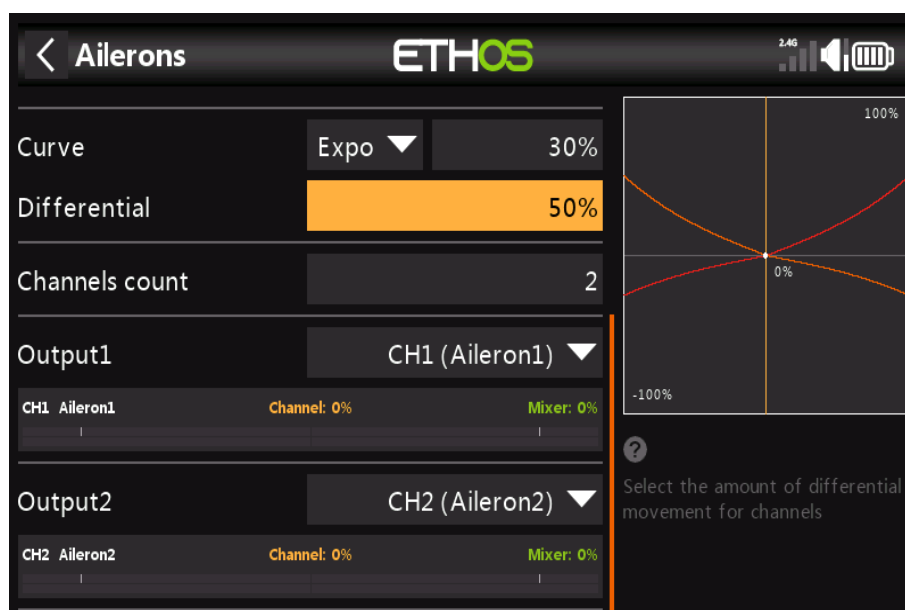 Ailerons
ETHOS
2.4G
Curve
Expo
30%
Differential
50%
Channels count
2
Output1
CH1 (Aileron1)
CH1 Aileron1
Channel: 0%
Mixer: 0%
Output2
CH2 (Aileron2)
CH2 Aileron2
Channel: 0%
Mixer: 0%
100%
0%
-100%
?
Select the amount of differential
movement for channels